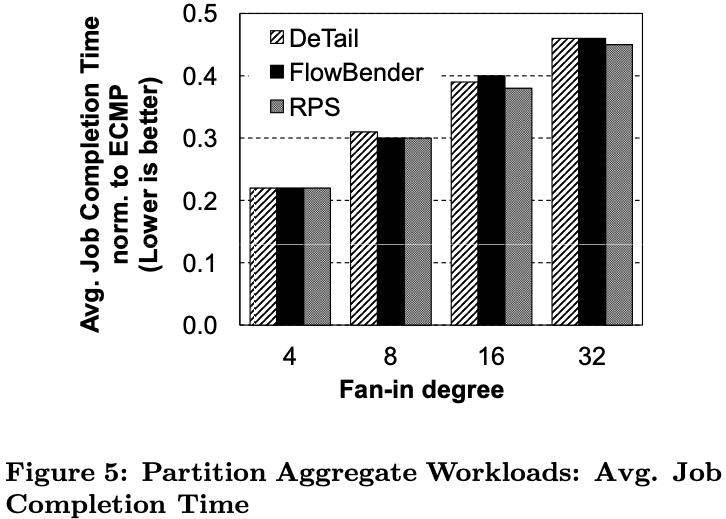 Avg. Job Completion Time
norm. to ECMP
(Lower is better)
0.5
0.4
0.3
0.2
0.1
0.0
DeTail
FlowBender
RPS
4 8 16 32
Fan-in degree
Figure 5: Partition Aggregate Workloads: Avg. Job
Completion Time